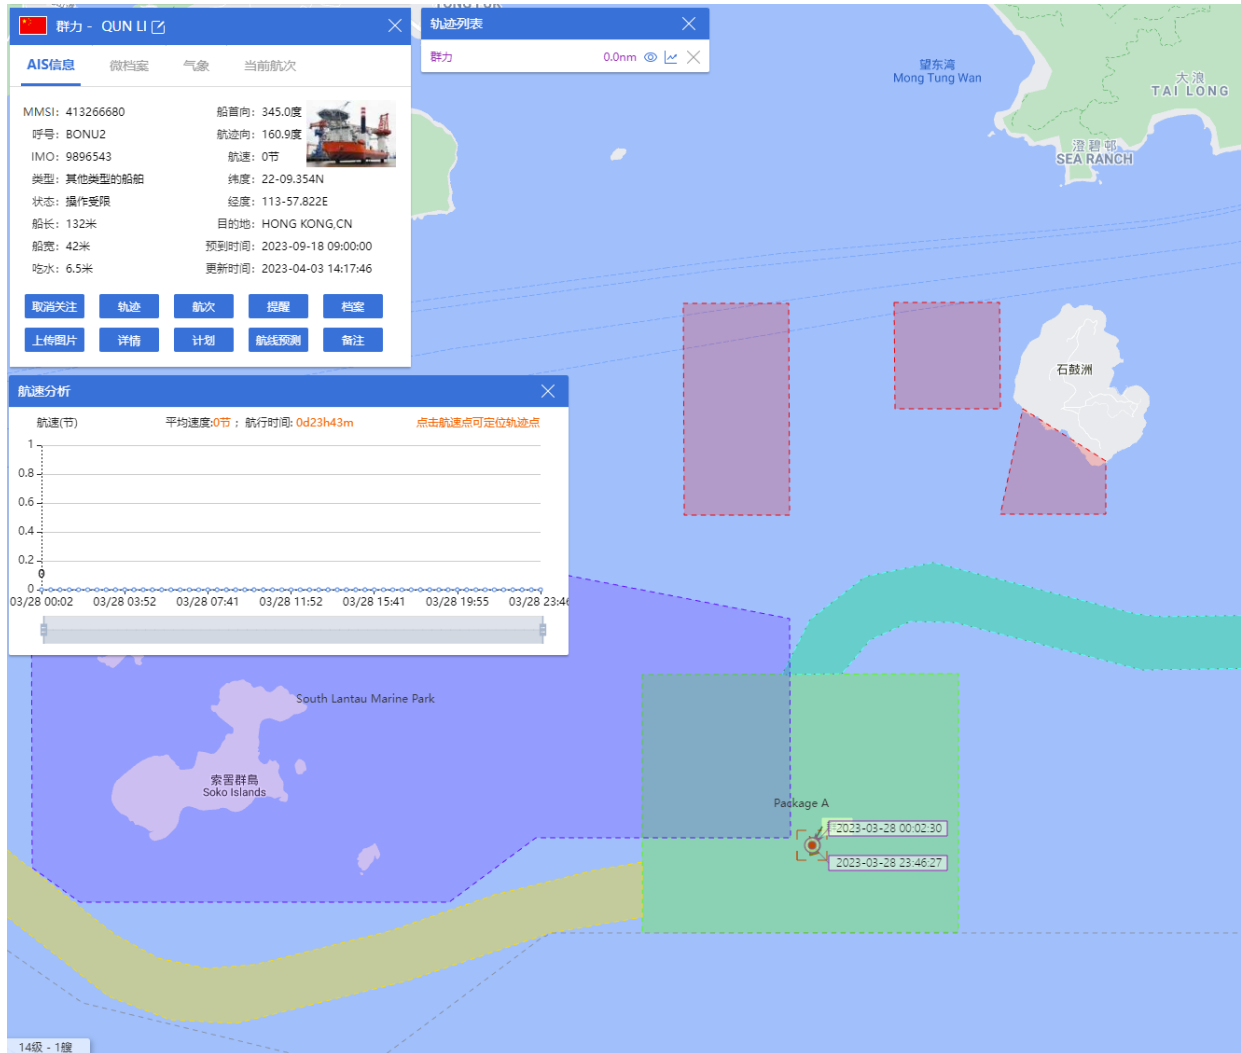 群力 - QUN LI
AIS信息 微档案 气象 当前航次
MMSI: 413266680 船首向: 345.0度
呼号: BONU2 航迹向: 160.9度
IMO: 9896543 航速: 0节
类型: 其他类型的船舶 纬度: 22-09.354N
状态: 操作受限 经度: 113-57.822E
船长: 132米 目的地: HONG KONG,CN
船宽: 42米 预到时间: 2023-09-18 09:00:00
吃水: 6.5米 更新时间: 2023-04-03 14:17:46
取消关注 轨迹 航次 提醒 档案
上传图片 详情 计划 航线预测 备注
轨迹列表
群力 0.0nm
望东湾
Mong Tung Wan
大浪
TAI LONG
澄碧邨
SEA RANCH
石鼓洲
航速分析
航速(节) 平均速度:0节 ; 航行时间: 0d23h43m 点击航速点可定位轨迹点
1
0.8
0.6
0.4
0.2
0
0
03/28 00:02 03/28 03:52 03/28 07:41 03/28 11:52 03/28 15:41 03/28 19:55 03/28 23:46
South Lantau Marine Park
索罟群島
Soko Islands
Package A
2023-03-28 00:02:30
2023-03-28 23:46:27
14级 - 1艘